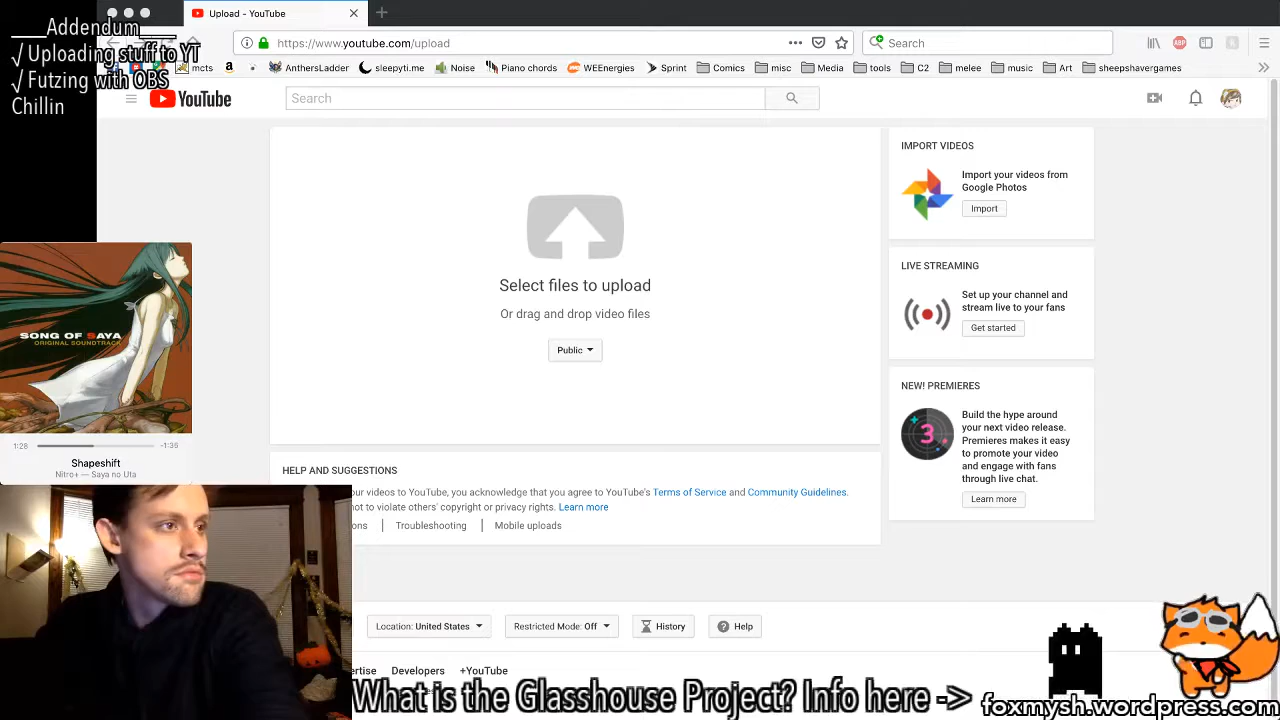 ___Addendum___
√ Uploading stuff to YT
√ Futzing with OBS
Chillin
Upload - YouTube
https://www.youtube.com/upload
Search
mcts
AnthersLadder
sleepyti.me
Noise
Piano chords
WEEnergies
Sprint
Comics
misc
Media
tools
C2
melee
music
Art
sheepshavergames
YouTube
Search
Select files to upload
Or drag and drop video files
Public
IMPORT VIDEOS
Import your videos from
Google Photos
Import
LIVE STREAMING
Set up your channel and
stream live to your fans
Get started
NEW! PREMIERES
3
Build the hype around
your next video release.
Premieres makes it easy
to promote your video
and engage with fans
through live chat.
Learn more
HELP AND SUGGESTIONS
your videos to YouTube, you acknowledge that you agree to YouTube's Terms of Service and Community Guidelines.
not to violate others' copyright or privacy rights. Learn more
Troubleshooting
Mobile uploads
SONG OF SAYA
ORIGINAL SOUNDTRACK
1:28
Shapeshift
Nitro+ — Saya no Uta
Location: United States
Restricted Mode: Off
History
Help
Developers
+YouTube
What is the Glasshouse Project? Info here ->
foxmysh.wordpress.com